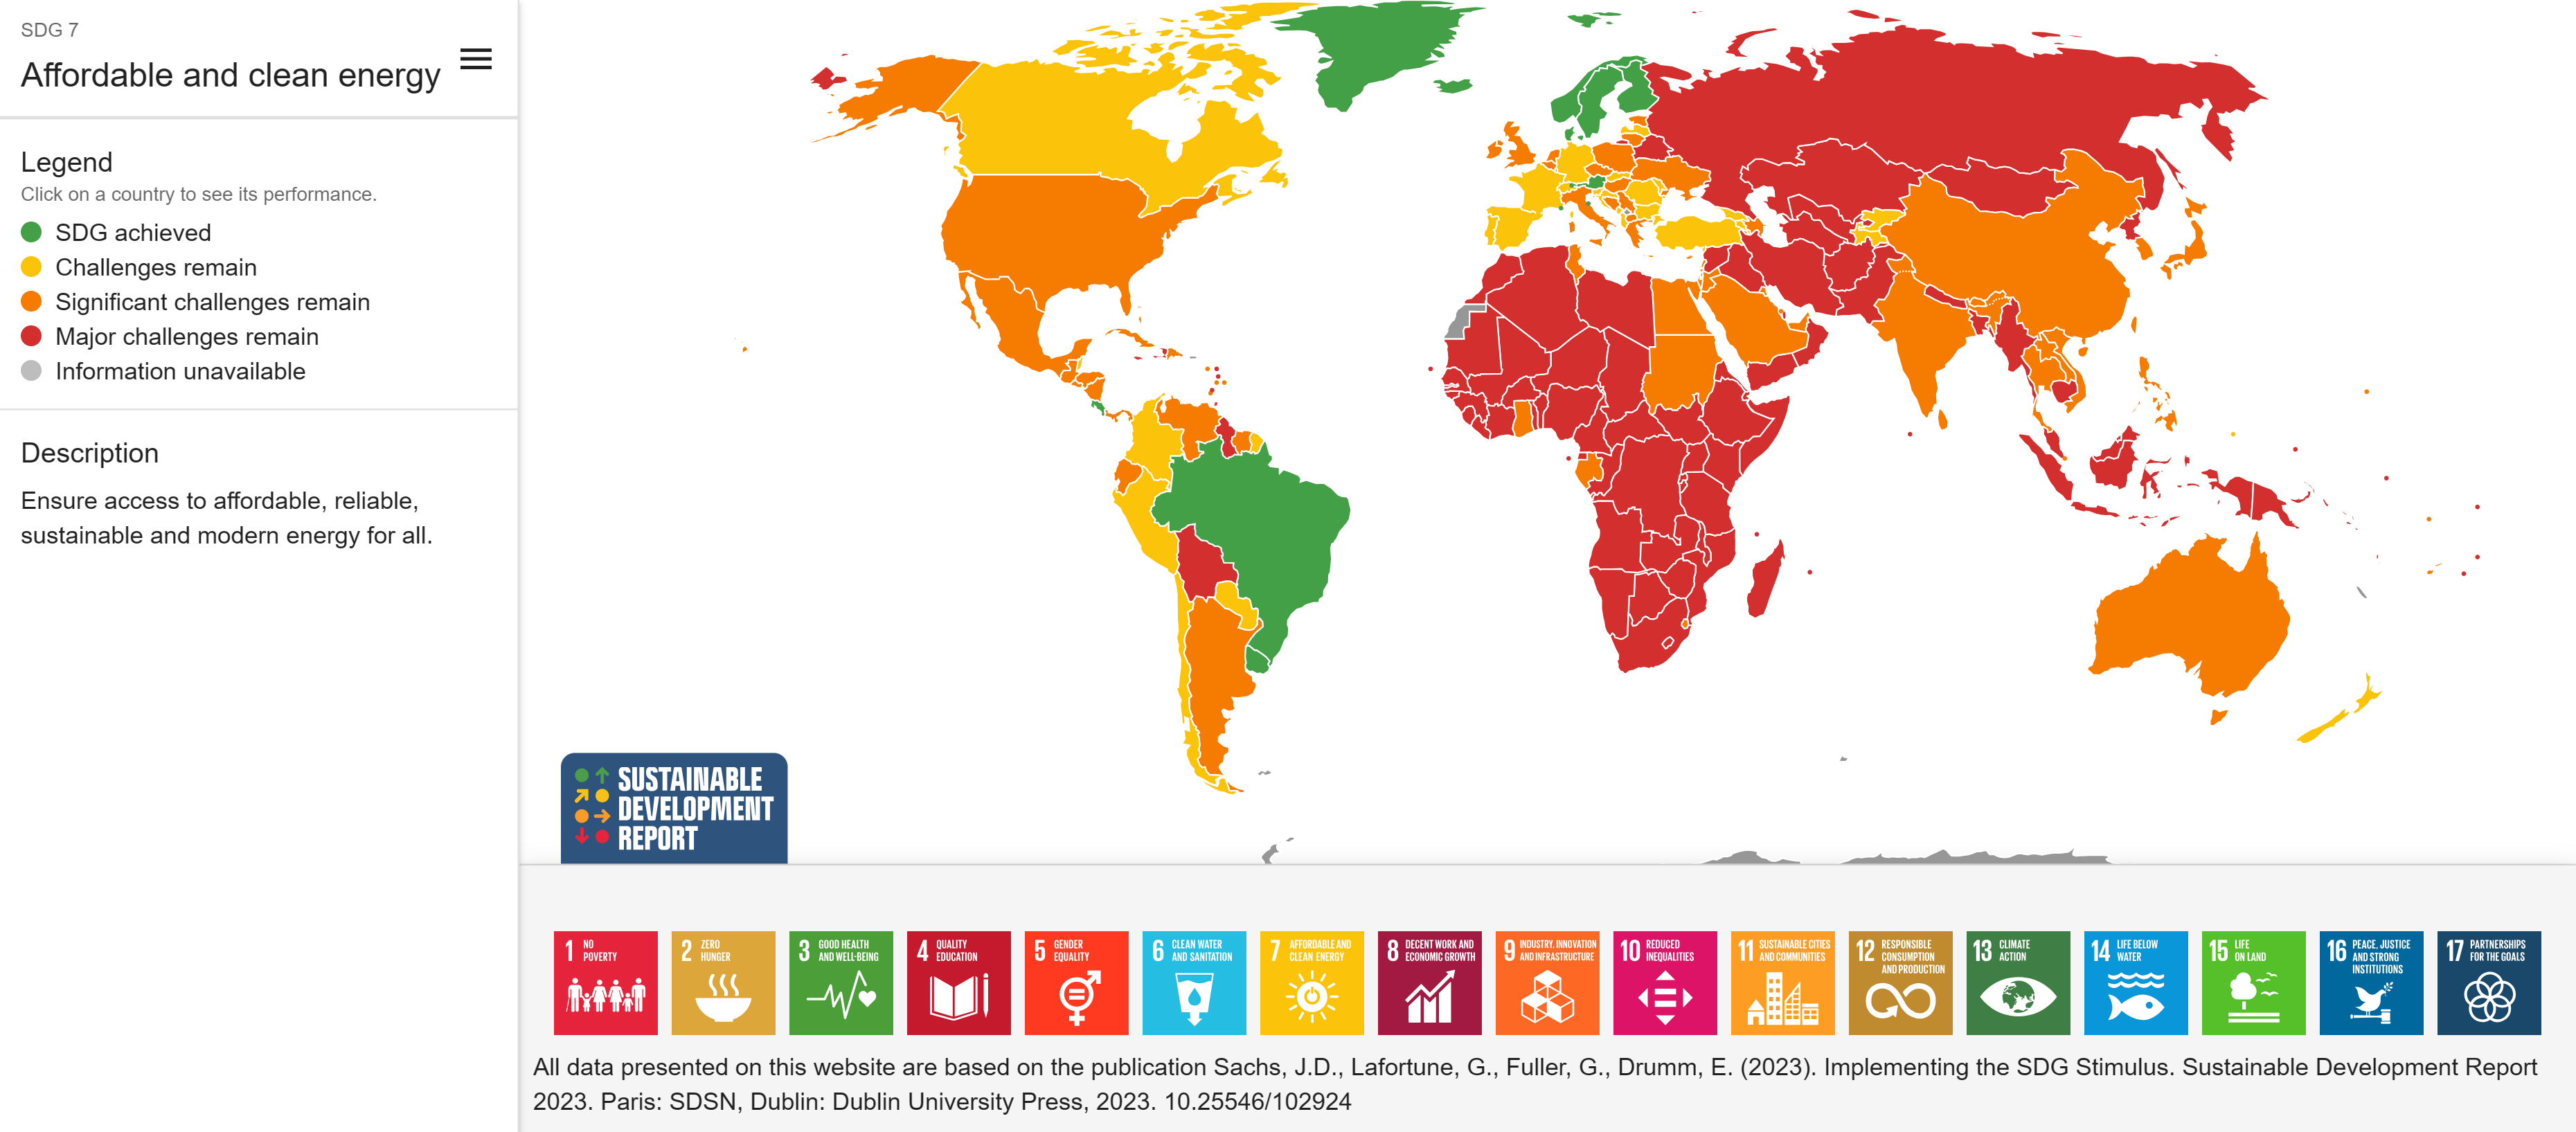 SDG 7
Affordable and clean energy
Legend
Click on a country to see its performance.
SDG achieved
Challenges remain
Significant challenges remain
Major challenges remain
Information unavailable
Description
Ensure access to affordable, reliable,
sustainable and modern energy for all.
SUSTAINABLE
DEVELOPMENT
REPORT
1 NO
POVERTY
2 ZERO
HUNGER
3 GOOD HEALTH
AND WELL-BEING
4 QUALITY
EDUCATION
5 GENDER
EQUALITY
6 CLEAN WATER
AND SANITATION
7 AFFORDABLE AND
CLEAN ENERGY
8 DECENT WORK AND
ECONOMIC GROWTH
9 INDUSTRY, INNOVATION
AND INFRASTRUCTURE
10 REDUCED
INEQUALITIES
11 SUSTAINABLE CITIES
AND COMMUNITIES
12 RESPONSIBLE
CONSUMPTION
AND PRODUCTION
13 CLIMATE
ACTION
14 LIFE BELOW
WATER
15 LIFE
ON LAND
16 PEACE, JUSTICE
AND STRONG
INSTITUTIONS
17 PARTNERSHIPS
FOR THE GOALS
All data presented on this website are based on the publication Sachs, J.D., Lafortune, G., Fuller, G., Drumm, E. (2023). Implementing the SDG Stimulus. Sustainable Development Report
2023. Paris: SDSN, Dublin: Dublin University Press, 2023. 10.25546/102924